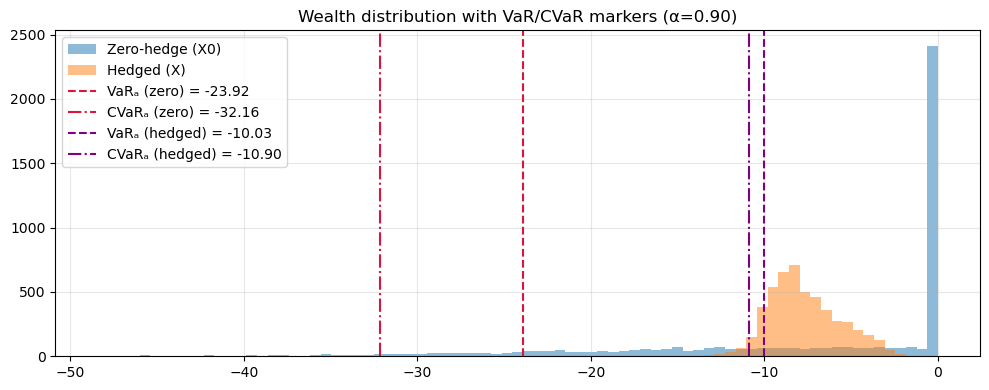 Wealth distribution with VaR/CVaR markers (α=0.90)
2500
2000
1500
1000
500
0
Zero-hedge (X0)
Hedged (X)
VaRₐ (zero) = -23.92
CVaRₐ (zero) = -32.16
VaRₐ (hedged) = -10.03
CVaRₐ (hedged) = -10.90
−50
−40
−30
−20
−10
0